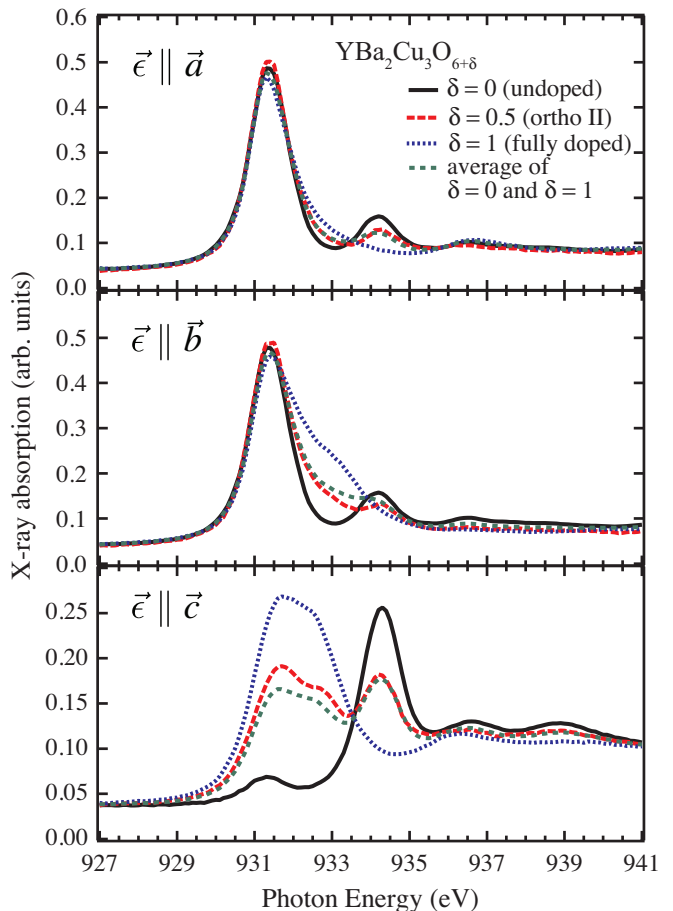 0.6
ϵ⃗ ∥ a⃗
YBa₂Cu₃O₆₊δ
δ = 0 (undoped)
δ = 0.5 (ortho II)
δ = 1 (fully doped)
average of
δ = 0 and δ = 1
0.5
0.4
0.3
0.2
0.1
0.0
ϵ⃗ ∥ b⃗
0.5
0.4
0.3
0.2
0.1
0.0
X-ray absorption (arb. units)
ϵ⃗ ∥ c⃗
0.25
0.20
0.15
0.10
0.05
0.00
927 929 931 933 935 937 939 941
Photon Energy (eV)